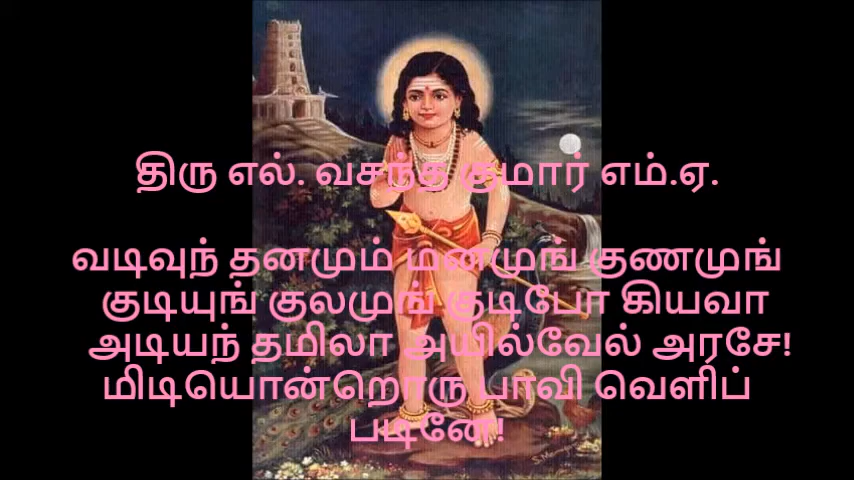 திரு எல். வசந்த குமார் எம்.ஏ.
வடிவுந் தனமும் மனமுங் குணமுங்
குடியுங் குலமுங் குடிபோ கியவா
அடியந் தமிலா அயில்வேல் அரசே!
மிடியொன்றொரு பாவி வெளிப்
படினே!